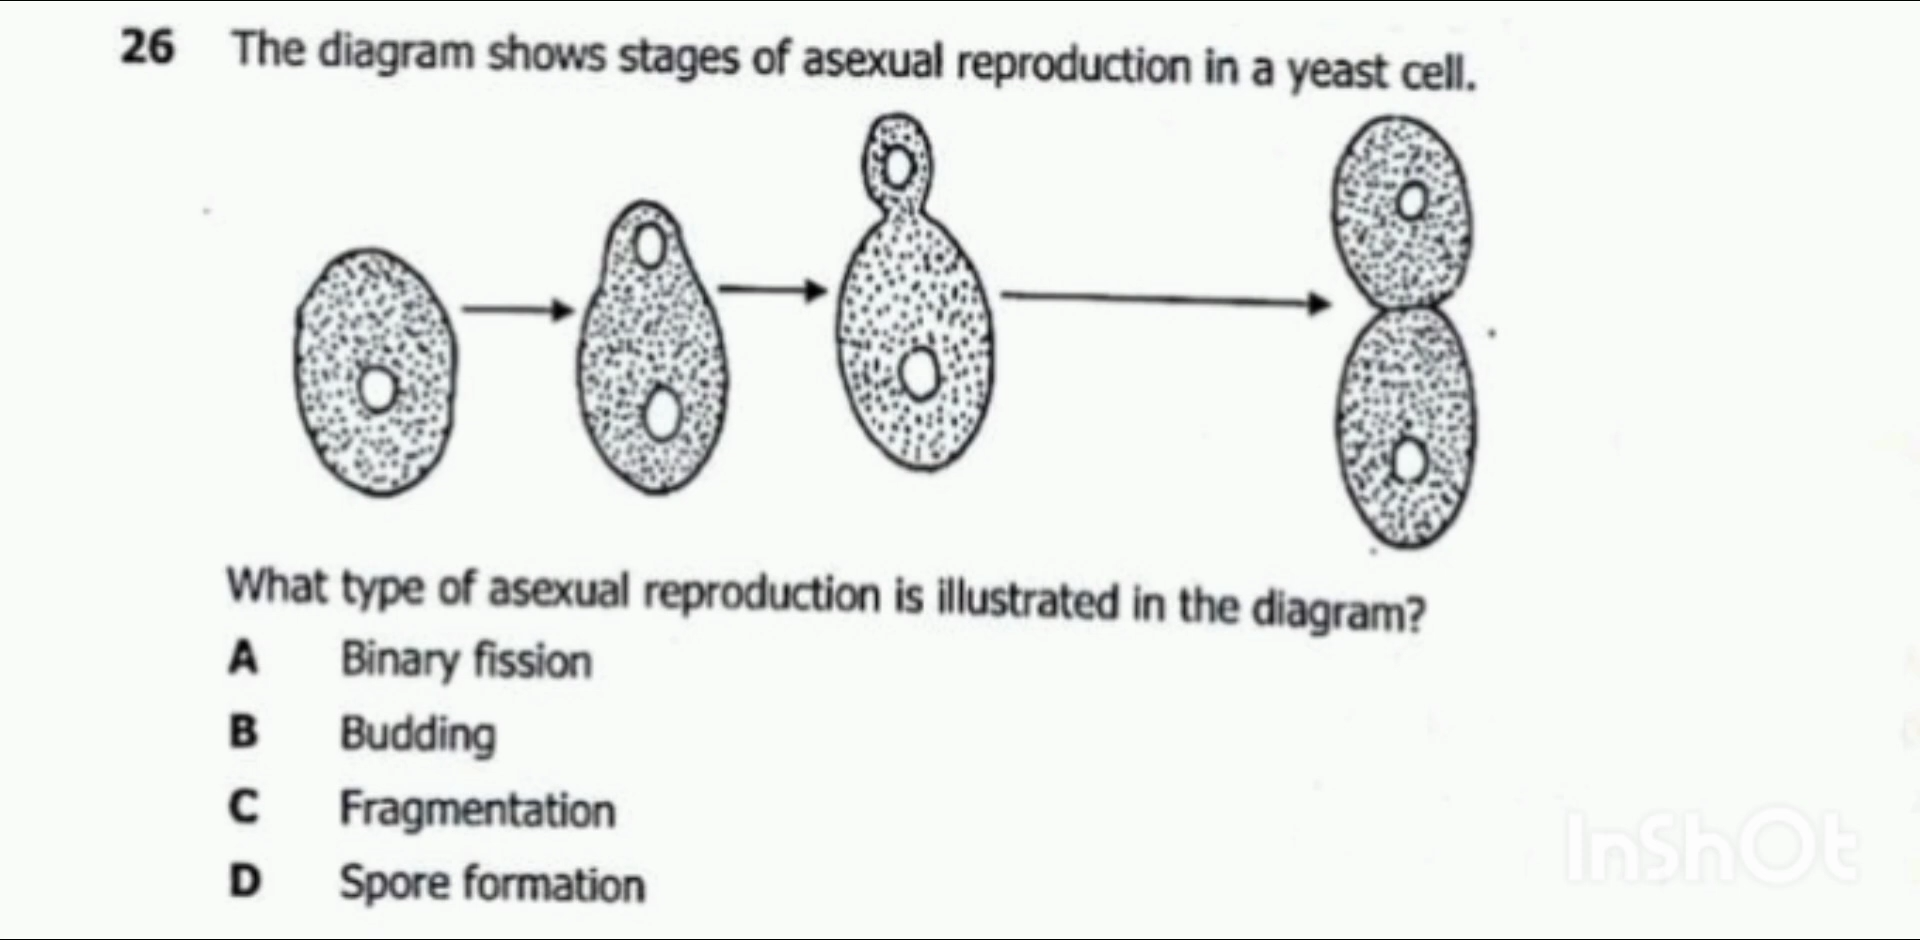 26 The diagram shows stages of asexual reproduction in a yeast cell.
What type of asexual reproduction is illustrated in the diagram?
A Binary fission
B Budding
C Fragmentation
D Spore formation
InShOt